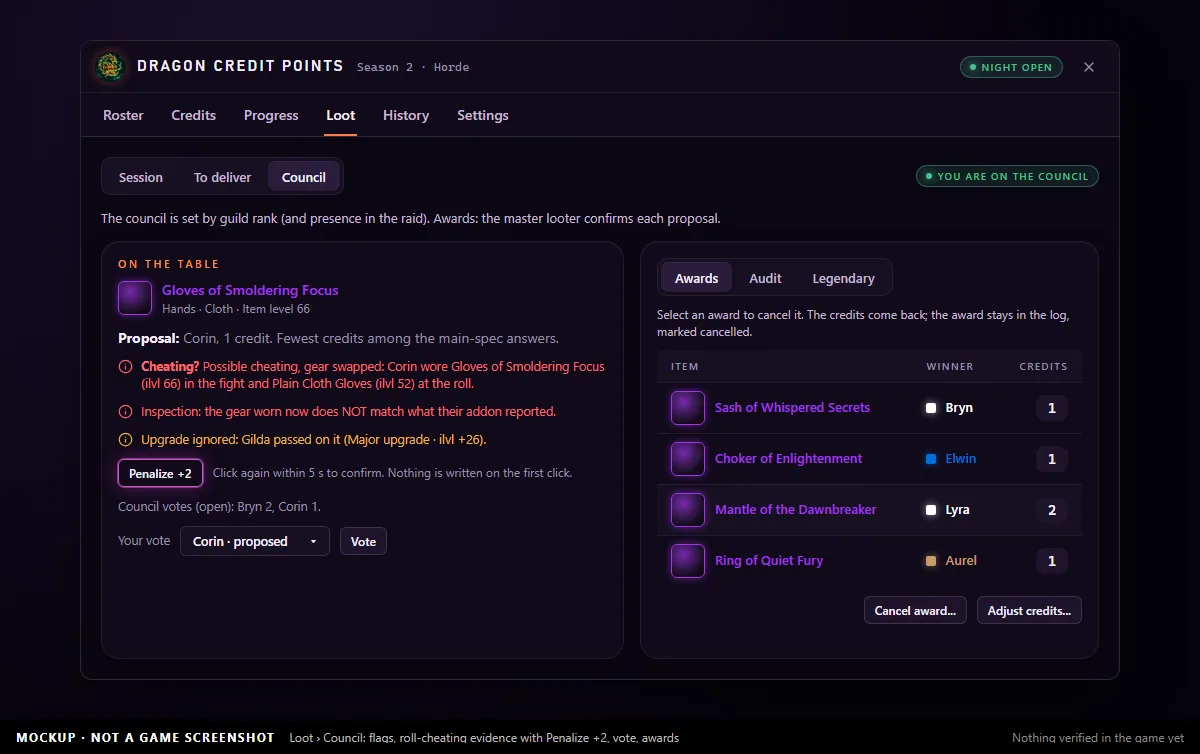 DRAGON CREDIT POINTS Season 2 · Horde
NIGHT OPEN
Roster Credits Progress Loot History Settings
Session To deliver Council
YOU ARE ON THE COUNCIL
The council is set by guild rank (and presence in the raid). Awards: the master looter confirms each proposal.
ON THE TABLE
Gloves of Smoldering Focus
Hands · Cloth · Item level 66
Proposal: Corin, 1 credit. Fewest credits among the main-spec answers.
Cheating? Possible cheating, gear swapped: Corin wore Gloves of Smoldering Focus
(ilvl 66) in the fight and Plain Cloth Gloves (ilvl 52) at the roll.
Inspection: the gear worn now does NOT match what their addon reported.
Upgrade ignored: Gilda passed on it (Major upgrade · ilvl +26).
Penalize +2 Click again within 5 s to confirm. Nothing is written on the first click.
Council votes (open): Bryn 2, Corin 1.
Your vote Corin · proposed Vote
Awards Audit Legendary
Select an award to cancel it. The credits come back; the award stays in the log,
marked cancelled.
ITEM WINNER CREDITS
Sash of Whispered Secrets Bryn 1
Choker of Enlightenment Elwin 1
Mantle of the Dawnbreaker Lyra 2
Ring of Quiet Fury Aurel 1
Cancel award... Adjust credits...
MOCKUP · NOT A GAME SCREENSHOT Loot › Council: flags, roll-cheating evidence with Penalize +2, vote, awards
Nothing verified in the game yet